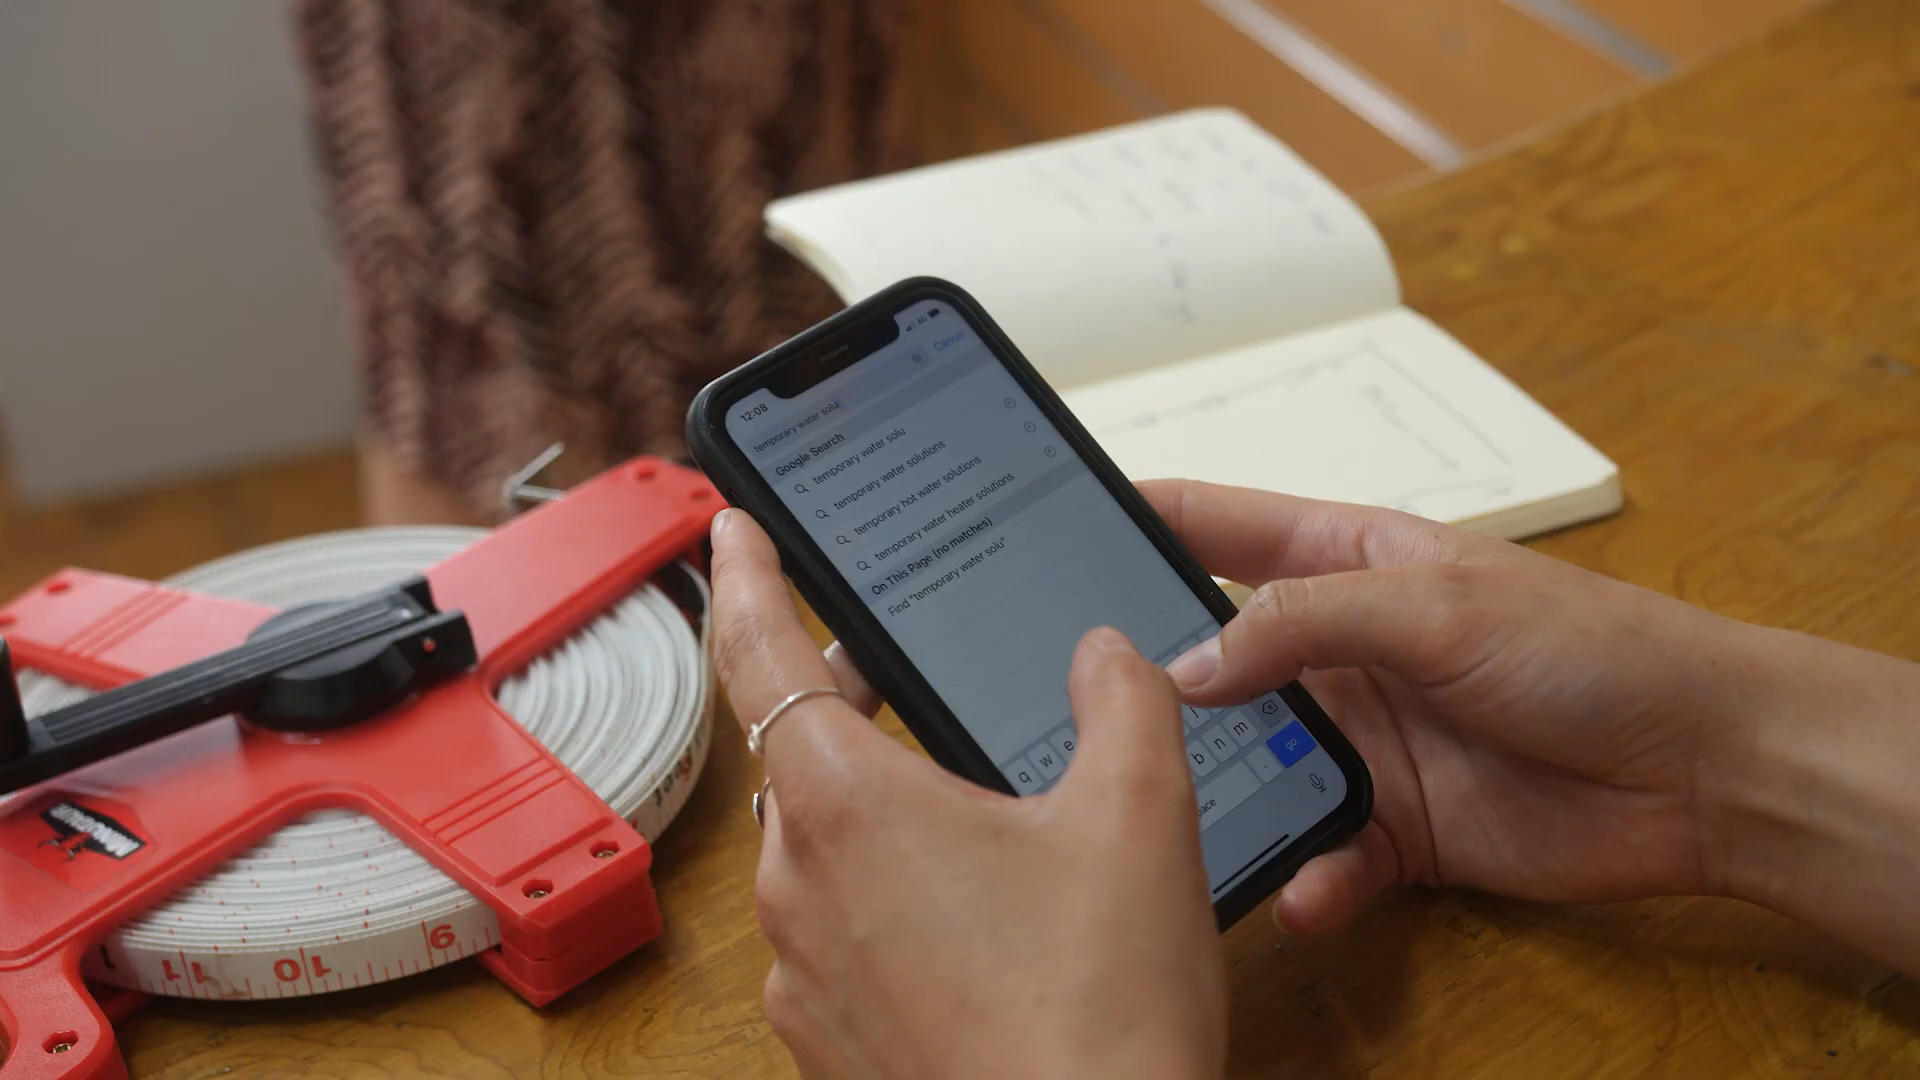 12:08
4G
temporary water solu
Cancel
Google Search
temporary water solu
temporary water solutions
temporary hot water solutions
temporary water heater solutions
On This Page (no matches)
Find "temporary water solu"
q w e
b n m
go
11 10 9